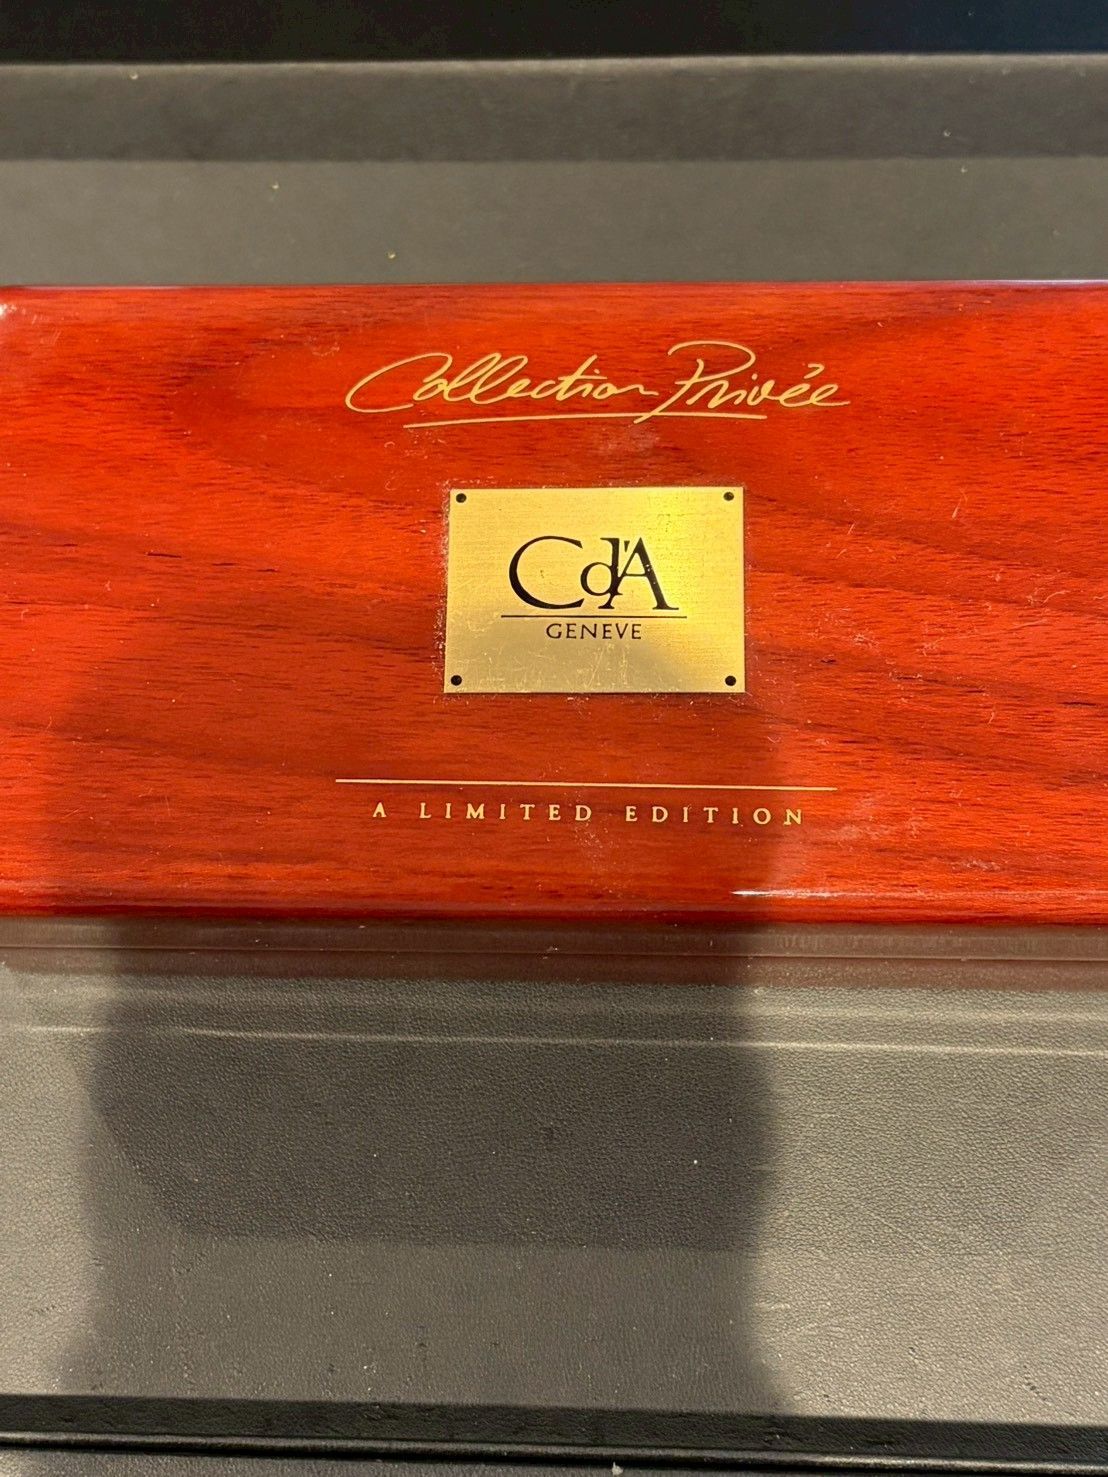 Collection Privée
CdA
GENEVE
A LIMITED EDITION